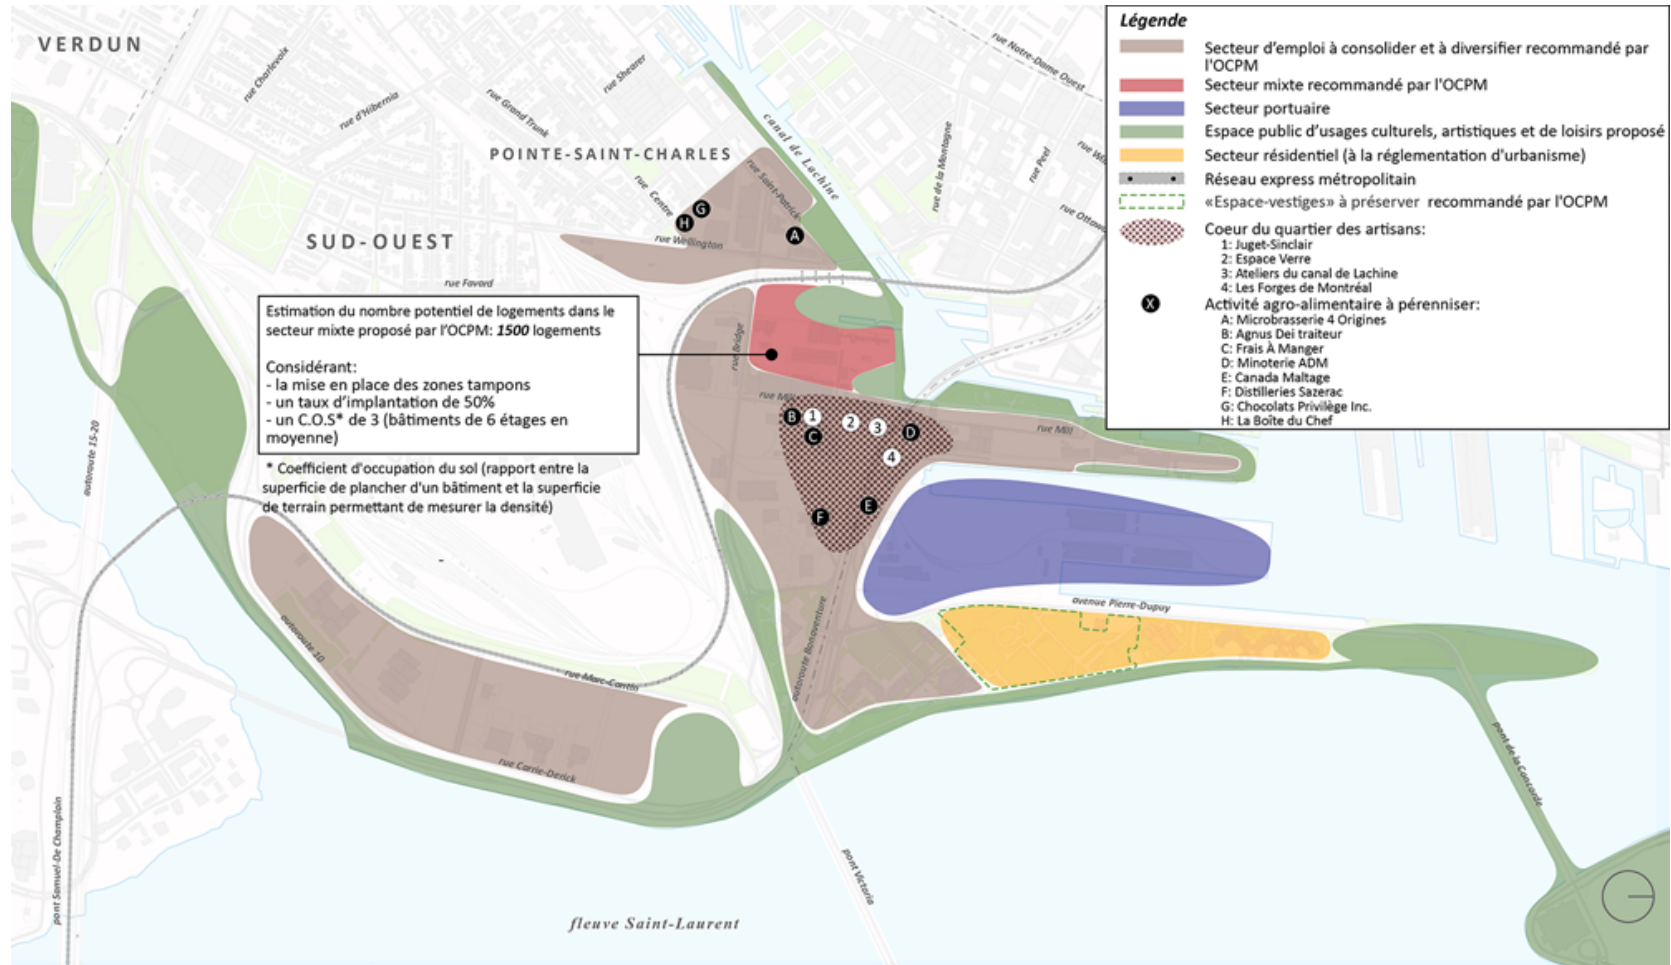 VERDUN
rue Charlevoix
rue d'Hibernia
rue Grand Trunk
rue Shearer
rue Notre-Dame Ouest
canal de Lachine
POINTE-SAINT-CHARLES
rue Centre
rue Saint-Patrick
rue de la Montagne
rue Peel
rue Ottawa
SUD-OUEST
rue Wellington
rue Favard
G
H
A
Légende
Secteur d'emploi à consolider et à diversifier recommandé par
l'OCPM
Secteur mixte recommandé par l'OCPM
Secteur portuaire
Espace public d'usages culturels, artistiques et de loisirs proposé
Secteur résidentiel (à la réglementation d'urbanisme)
Réseau express métropolitain
«Espace-vestiges» à préserver recommandé par l'OCPM
Coeur du quartier des artisans:
1: Juget-Sinclair
2: Espace Verre
3: Ateliers du canal de Lachine
4: Les Forges de Montréal
X
Activité agro-alimentaire à pérenniser:
A: Microbrasserie 4 Origines
B: Agnus Dei traiteur
C: Frais À Manger
D: Minoterie ADM
E: Canada Maltage
F: Distilleries Sazerac
G: Chocolats Privilège Inc.
H: La Boîte du Chef
Estimation du nombre potentiel de logements dans le
secteur mixte proposé par l'OCPM: 1500 logements
Considérant:
- la mise en place des zones tampons
- un taux d'implantation de 50%
- un C.O.S* de 3 (bâtiments de 6 étages en
moyenne)
* Coefficient d'occupation du sol (rapport entre la
superficie de plancher d'un bâtiment et la superficie
de terrain permettant de mesurer la densité)
rue Bridge
rue Mill
B
1
2
3
C
D
4
E
F
rue Mill
autoroute 15-20
autoroute 10
autoroute Bonaventure
avenue Pierre-Dupuy
rue Marc-Cantin
rue Carrie-Derick
pont Samuel-De Champlain
pont Victoria
pont de la Concorde
fleuve Saint-Laurent